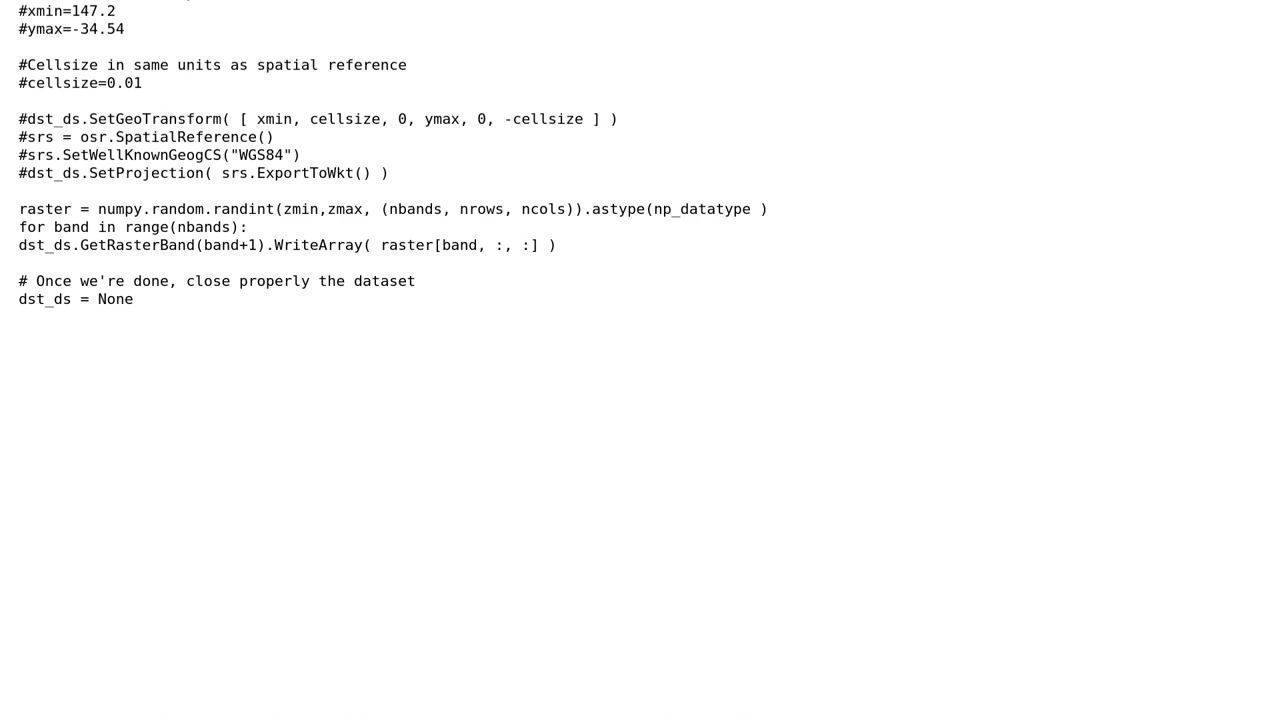 #xmin=147.2
#ymax=-34.54
#Cellsize in same units as spatial reference
#cellsize=0.01
#dst_ds.SetGeoTransform( [ xmin, cellsize, 0, ymax, 0, -cellsize ] )
#srs = osr.SpatialReference()
#srs.SetWellKnownGeogCS("WGS84")
#dst_ds.SetProjection( srs.ExportToWkt() )
raster = numpy.random.randint(zmin,zmax, (nbands, nrows, ncols)).astype(np_datatype )
for band in range(nbands):
dst_ds.GetRasterBand(band+1).WriteArray( raster[band, :, :] )
# Once we're done, close properly the dataset
dst_ds = None